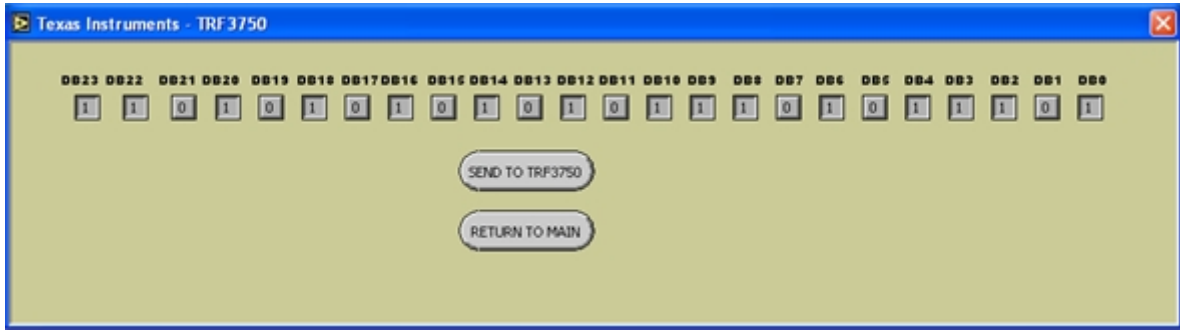 Texas Instruments - TRF3750
DB23 DB22 DB21 DB20 DB19 DB18 DB17 DB16 DB15 DB14 DB13 DB12 DB11 DB10 DB9 DB8 DB7 DB6 DB5 DB4 DB3 DB2 DB1 DB0
1 1 0 1 0 1 0 1 0 1 0 1 0 1 1 1 0 1 0 1 1 1 0 1
SEND TO TRF3750
RETURN TO MAIN